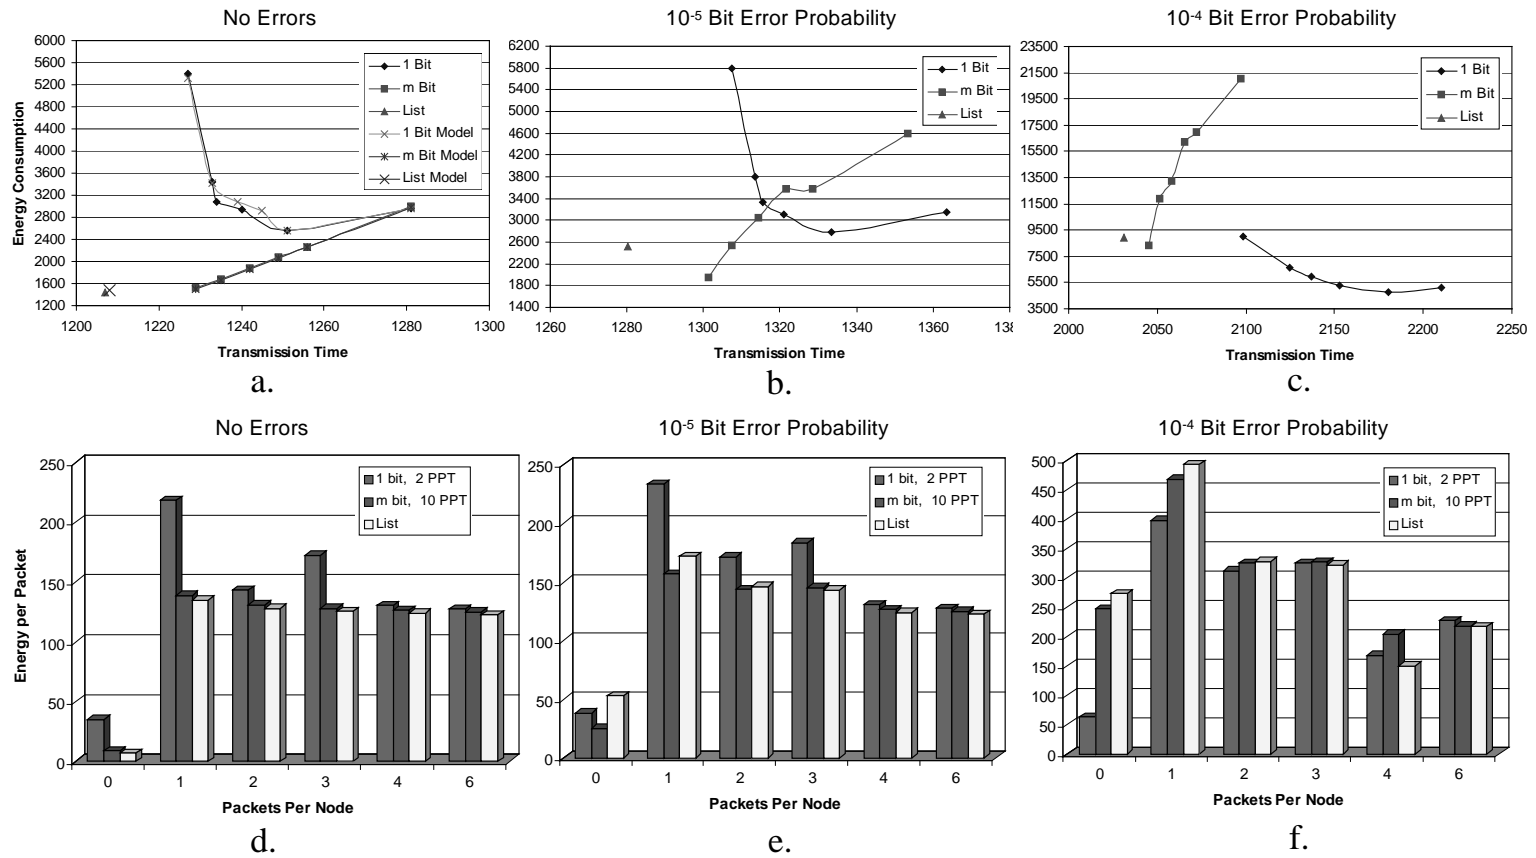 No Errors
6000
5600
5200
4800
4400
4000
3600
3200
2800
2400
2000
1600
1200
Energy Consumption
1200 1220 1240 1260 1280 1300
Transmission Time
1 Bit
m Bit
List
1 Bit Model
m Bit Model
List Model
a.
10-5 Bit Error Probability
6200
5800
5400
5000
4600
4200
3800
3400
3000
2600
2200
1800
1400
1260 1280 1300 1320 1340 1360
Transmission Time
1 Bit
m Bit
List
b.
10-4 Bit Error Probability
23500
21500
19500
17500
15500
13500
11500
9500
7500
5500
3500
2000 2050 2100 2150 2200 2250
Transmission Time
1 Bit
m Bit
List
c.
No Errors
250
200
150
100
50
0
Energy per Packet
0 1 2 3 4 6
Packets Per Node
1 bit, 2 PPT
m bit, 10 PPT
List
d.
10-5 Bit Error Probability
250
200
150
100
50
0
0 1 2 3 4 6
Packets Per Node
1 bit, 2 PPT
m bit, 10 PPT
List
e.
10-4 Bit Error Probability
500
450
400
350
300
250
200
150
100
50
0
0 1 2 3 4 6
Packets Per Node
1 bit, 2 PPT
m bit, 10 PPT
List
f.